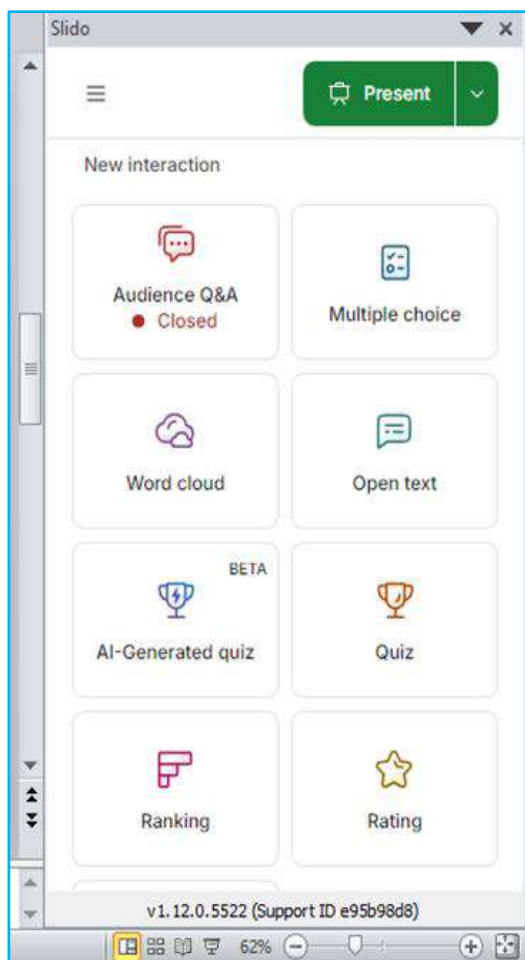 Slido
Present
New interaction
Audience Q&A
Closed
Multiple choice
Word cloud
Open text
BETA
AI-Generated quiz
Quiz
Ranking
Rating
v1.12.0.5522 (Support ID e95b98d8)
62%